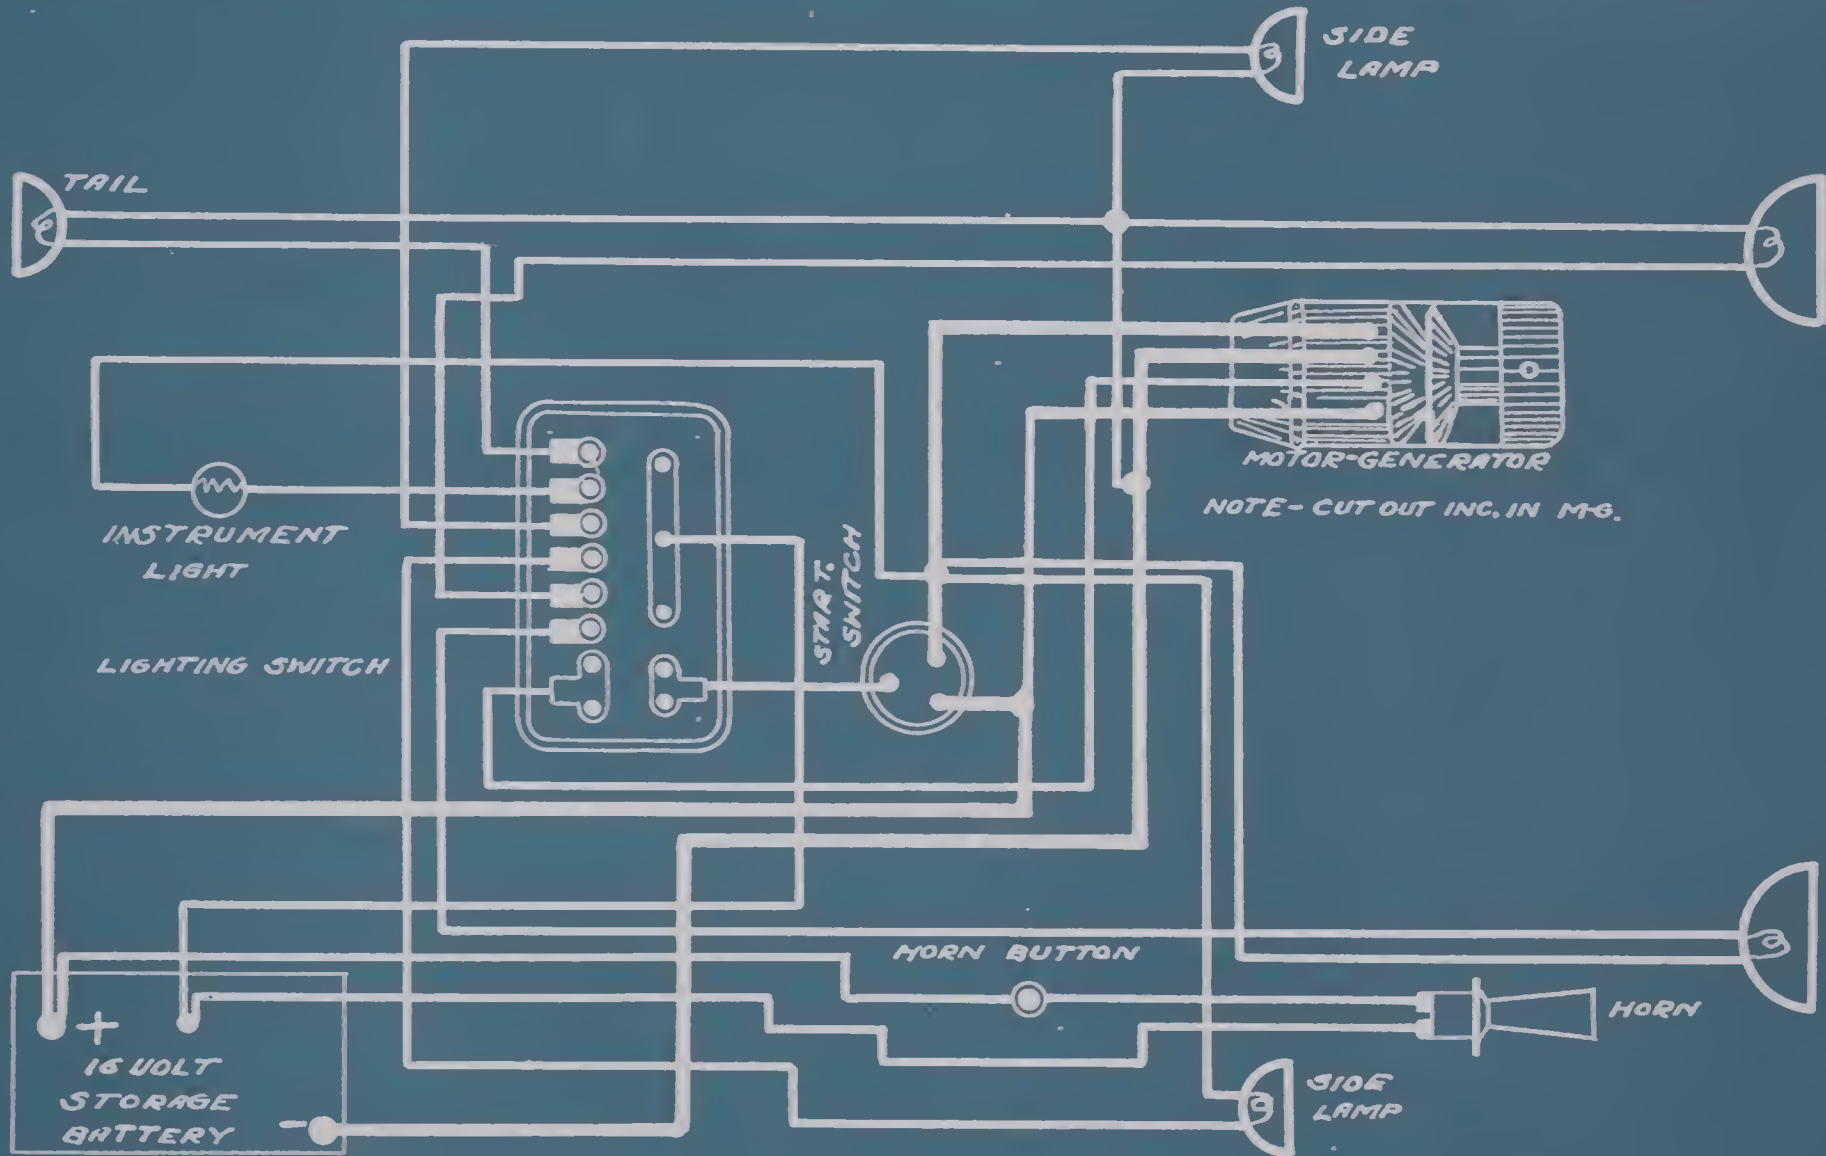 SIDE
LAMP
TAIL
MOTOR-GENERATOR
NOTE - CUT OUT INC. IN M-G.
INSTRUMENT
LIGHT
START.
SWITCH
LIGHTING SWITCH
HORN BUTTON
HORN
+
16 VOLT
STORAGE
BATTERY -
SIDE
LAMP